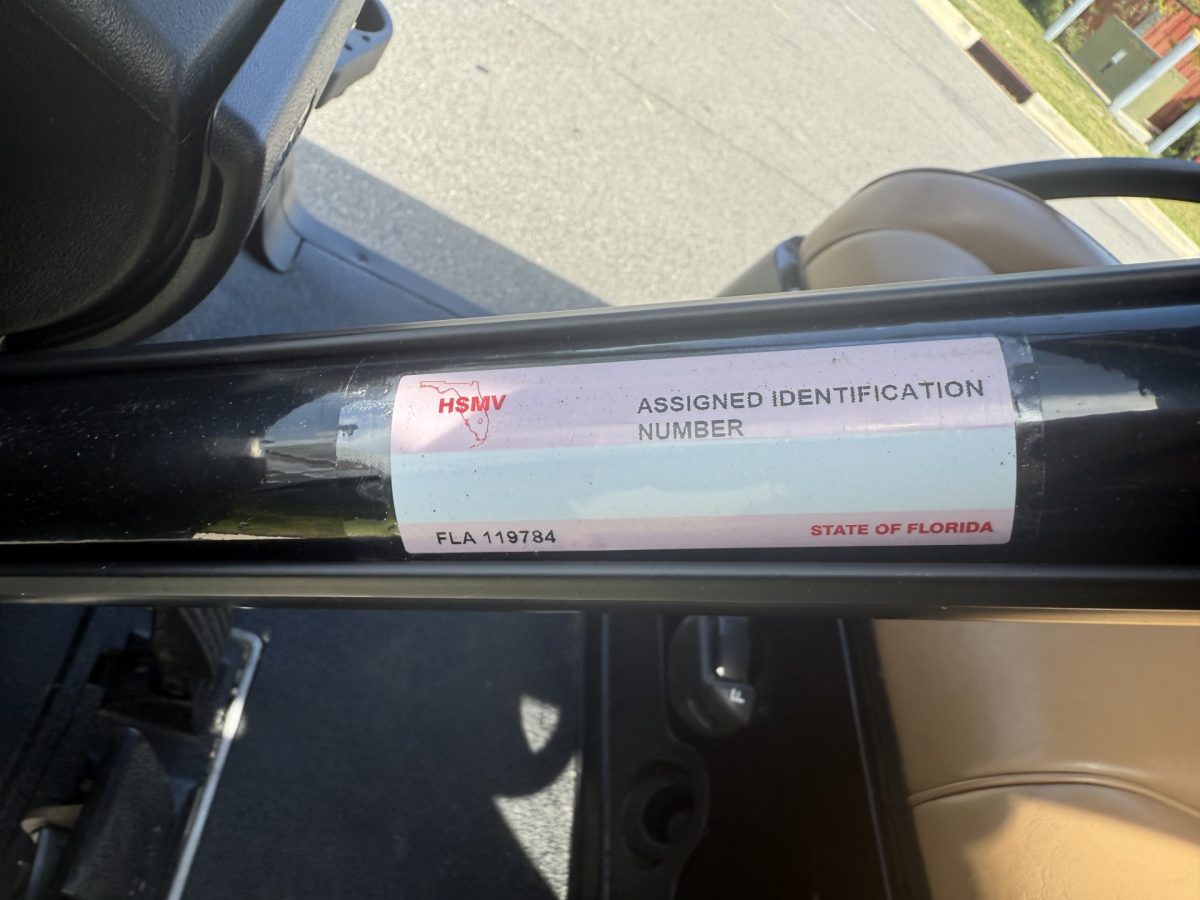 HSMV
ASSIGNED IDENTIFICATION
NUMBER
FLA 119784
STATE OF FLORIDA
F